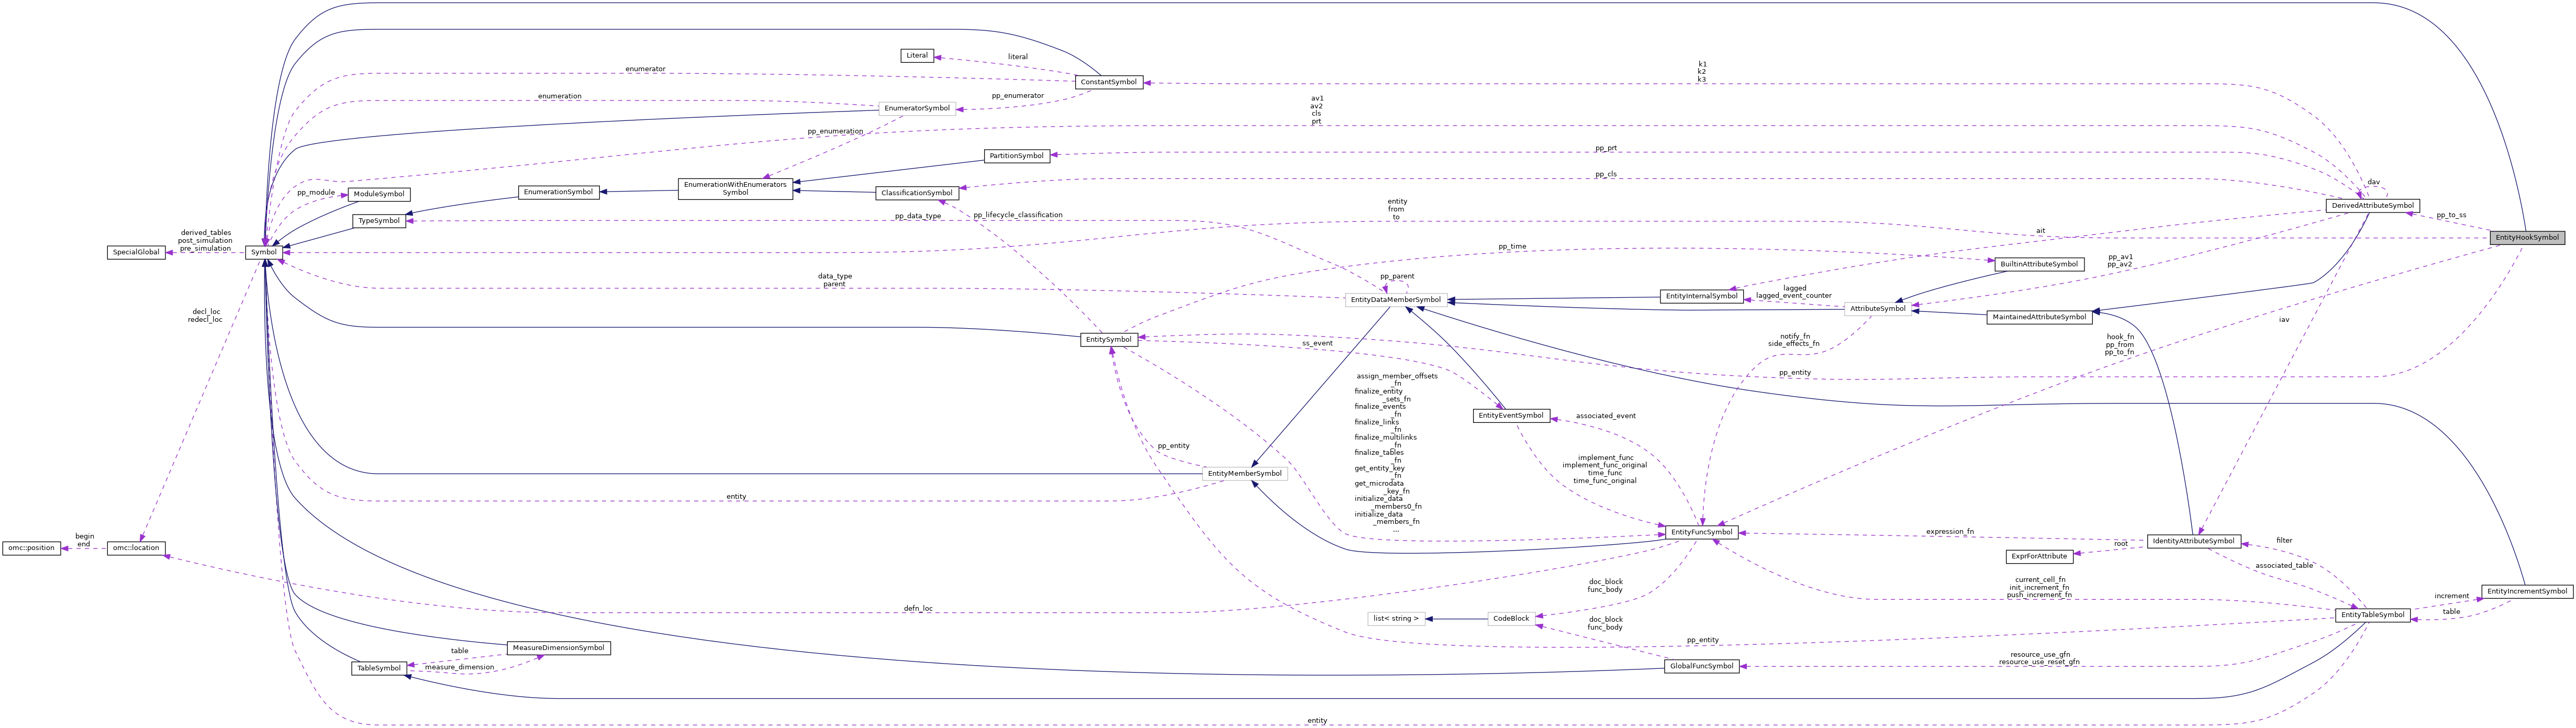 Literal
literal
ConstantSymbol
enumerator
k1
k2
k3
enumeration
EnumeratorSymbol
pp_enumerator
av1
av2
cls
prt
pp_enumeration
PartitionSymbol
pp_prt
pp_module
ModuleSymbol
EnumerationSymbol
EnumerationWithEnumerators
Symbol
ClassificationSymbol
pp_cls
dav
DerivedAttributeSymbol
TypeSymbol
pp_data_type
pp_lifecycle_classification
entity
from
to
pp_to_ss
EntityHookSymbol
derived_tables
post_simulation
pre_simulation
SpecialGlobal
Symbol
pp_time
ait
BuiltinAttributeSymbol
pp_av1
pp_av2
data_type
parent
pp_parent
EntityDataMemberSymbol
EntityInternalSymbol
lagged
lagged_event_counter
AttributeSymbol
MaintainedAttributeSymbol
iav
decl_loc
redecl_loc
EntitySymbol
ss_event
notify_fn
side_effects_fn
hook_fn
pp_from
pp_to_fn
pp_entity
assign_member_offsets
_fn
finalize_entity
_sets_fn
finalize_events
_fn
finalize_links
_fn
finalize_multilinks
_fn
finalize_tables
_fn
get_entity_key
_fn
get_microdata
_key_fn
initialize_data
_members0_fn
initialize_data
_members_fn
...
EntityEventSymbol
associated_event
pp_entity
EntityMemberSymbol
implement_func
implement_func_original
time_func
time_func_original
entity
EntityFuncSymbol
expression_fn
IdentityAttributeSymbol
filter
omc::position
begin
end
omc::location
root
ExprForAttribute
associated_table
defn_loc
doc_block
func_body
current_cell_fn
init_increment_fn
push_increment_fn
increment
EntityIncrementSymbol
table
EntityTableSymbol
list< string >
CodeBlock
doc_block
func_body
pp_entity
MeasureDimensionSymbol
table
TableSymbol
measure_dimension
GlobalFuncSymbol
resource_use_gfn
resource_use_reset_gfn
entity